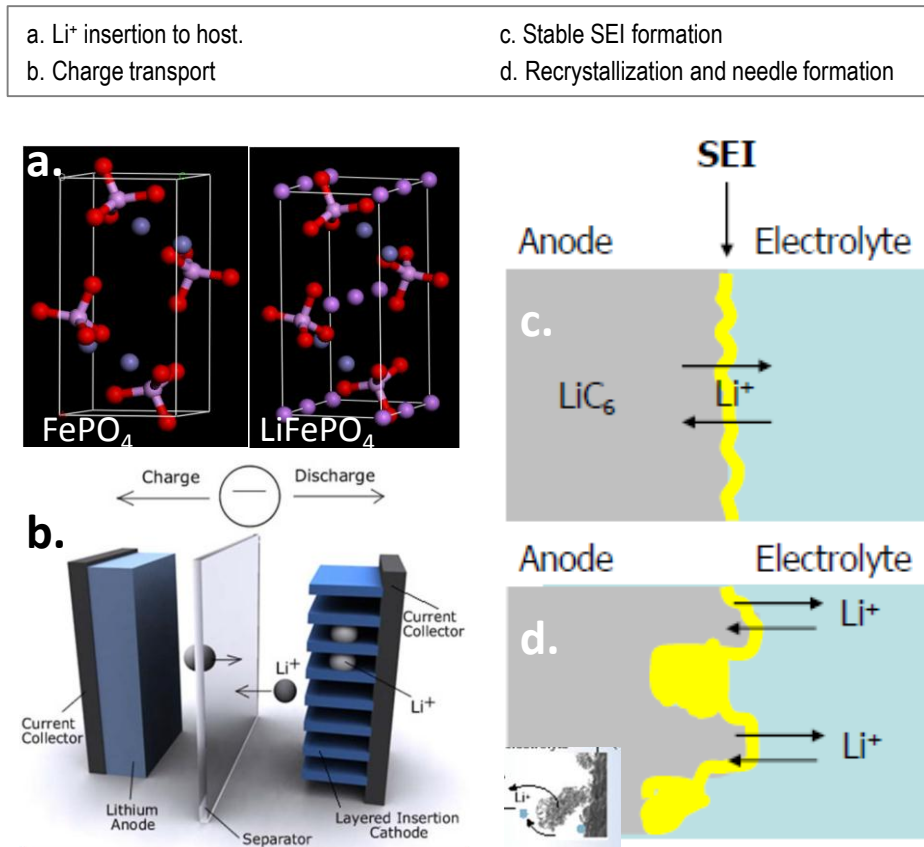 a. Li⁺ insertion to host.
b. Charge transport
c. Stable SEI formation
d. Recrystallization and needle formation
a.
FePO₄
LiFePO₄
Charge
Discharge
b.
Current
Collector
Li⁺
Li⁺
Current
Collector
Lithium
Anode
Separator
Layered Insertion
Cathode
SEI
Anode
Electrolyte
c.
LiC₆
Li⁺
Anode
Electrolyte
Li⁺
d.
Li⁺
Li⁺